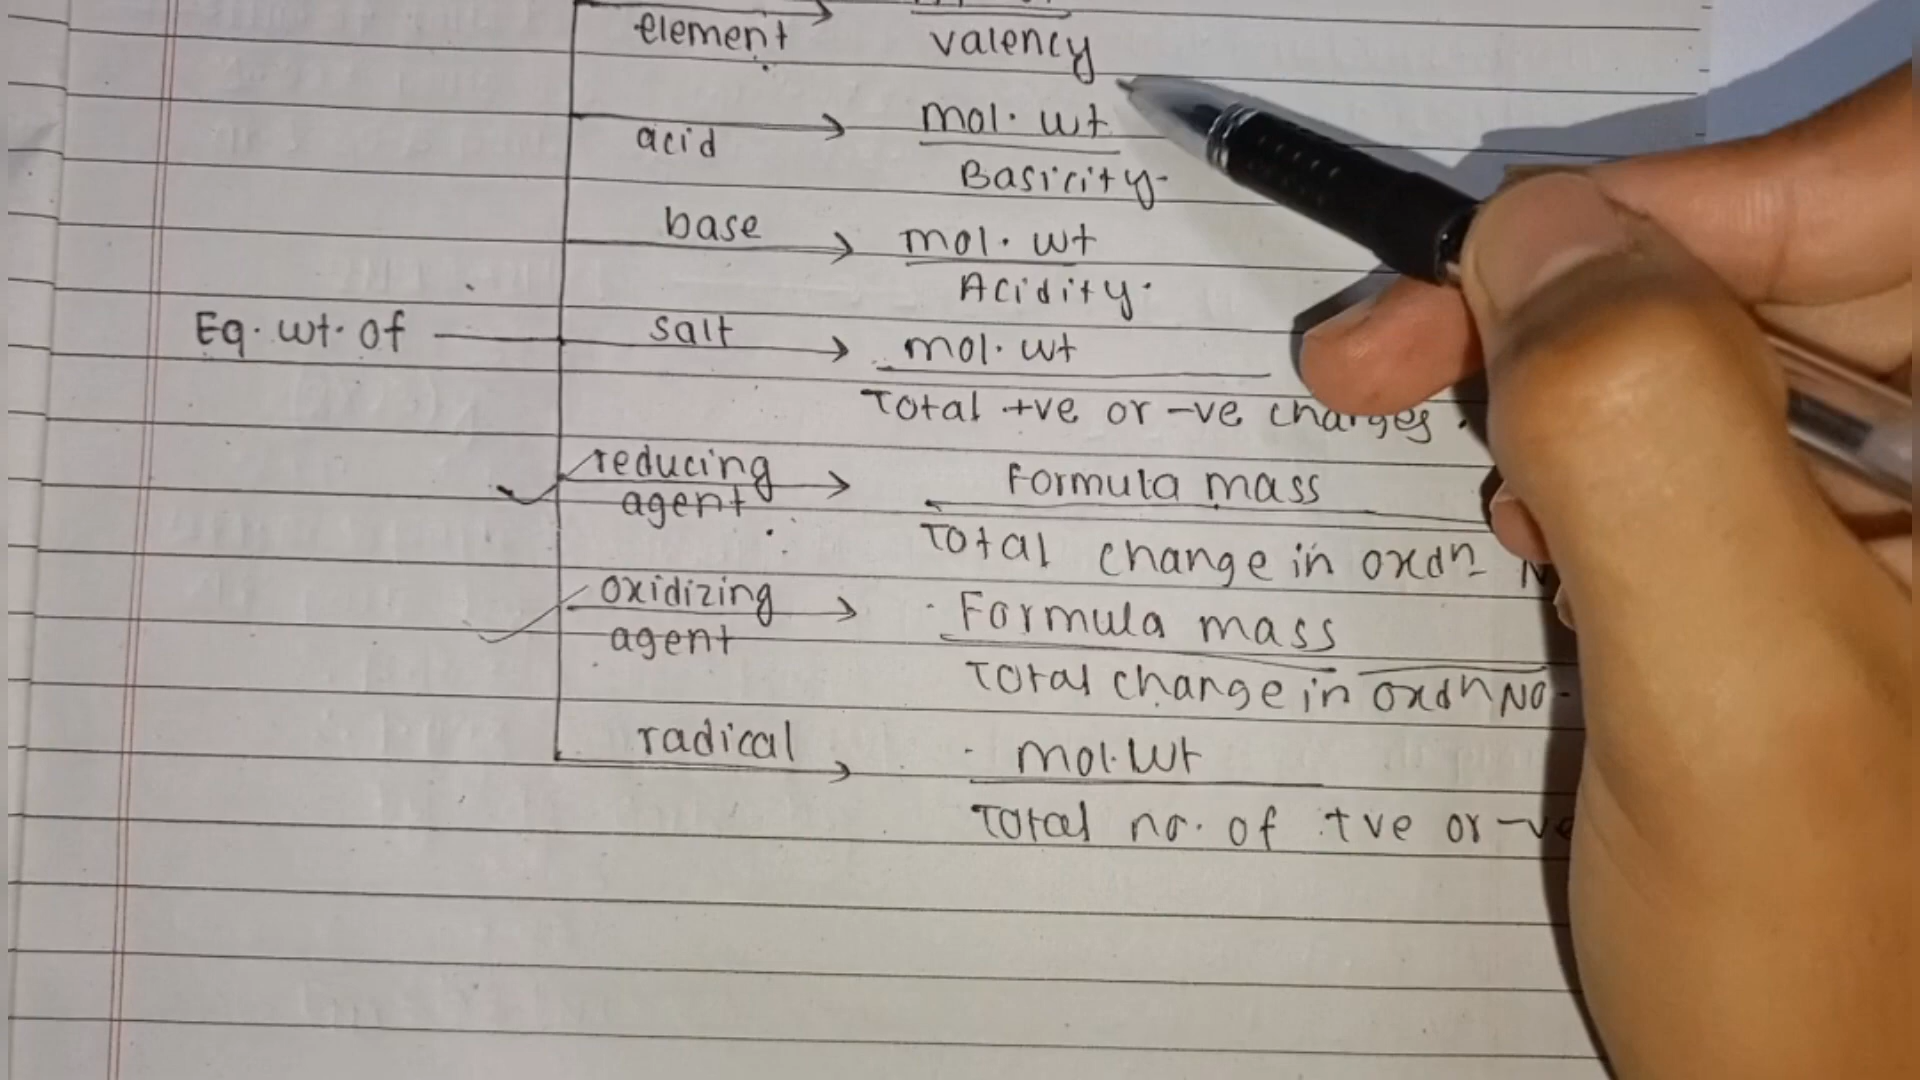 element valency
acid mol. wt
Basicity.
base mol. wt
Acidity.
Eq. wt. of salt mol. wt
Total +ve or -ve charges.
reducing Formula mass
agent
Total change in oxdn
oxidizing Formula mass
agent
Total change in oxdn No.
radical mol. wt
Total no. of +ve or -ve